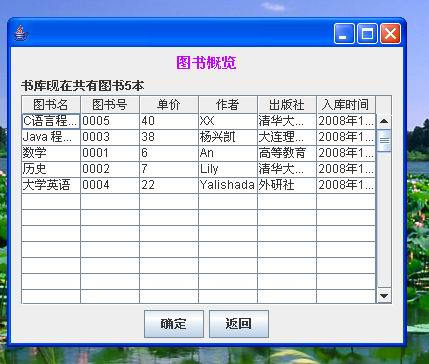 图书概览
书库现在共有图书5本
图书名 图书号 单价 作者 出版社 入库时间
C语言程... 0005 40 XX 清华大... 2008年1...
Java 程... 0003 38 杨兴凯 大连理... 2008年1...
数学 0001 6 An 高等教育 2008年1...
历史 0002 7 Lily 清华大... 2008年1...
大学英语 0004 22 Yalishada 外研社 2008年1...
确定 返回